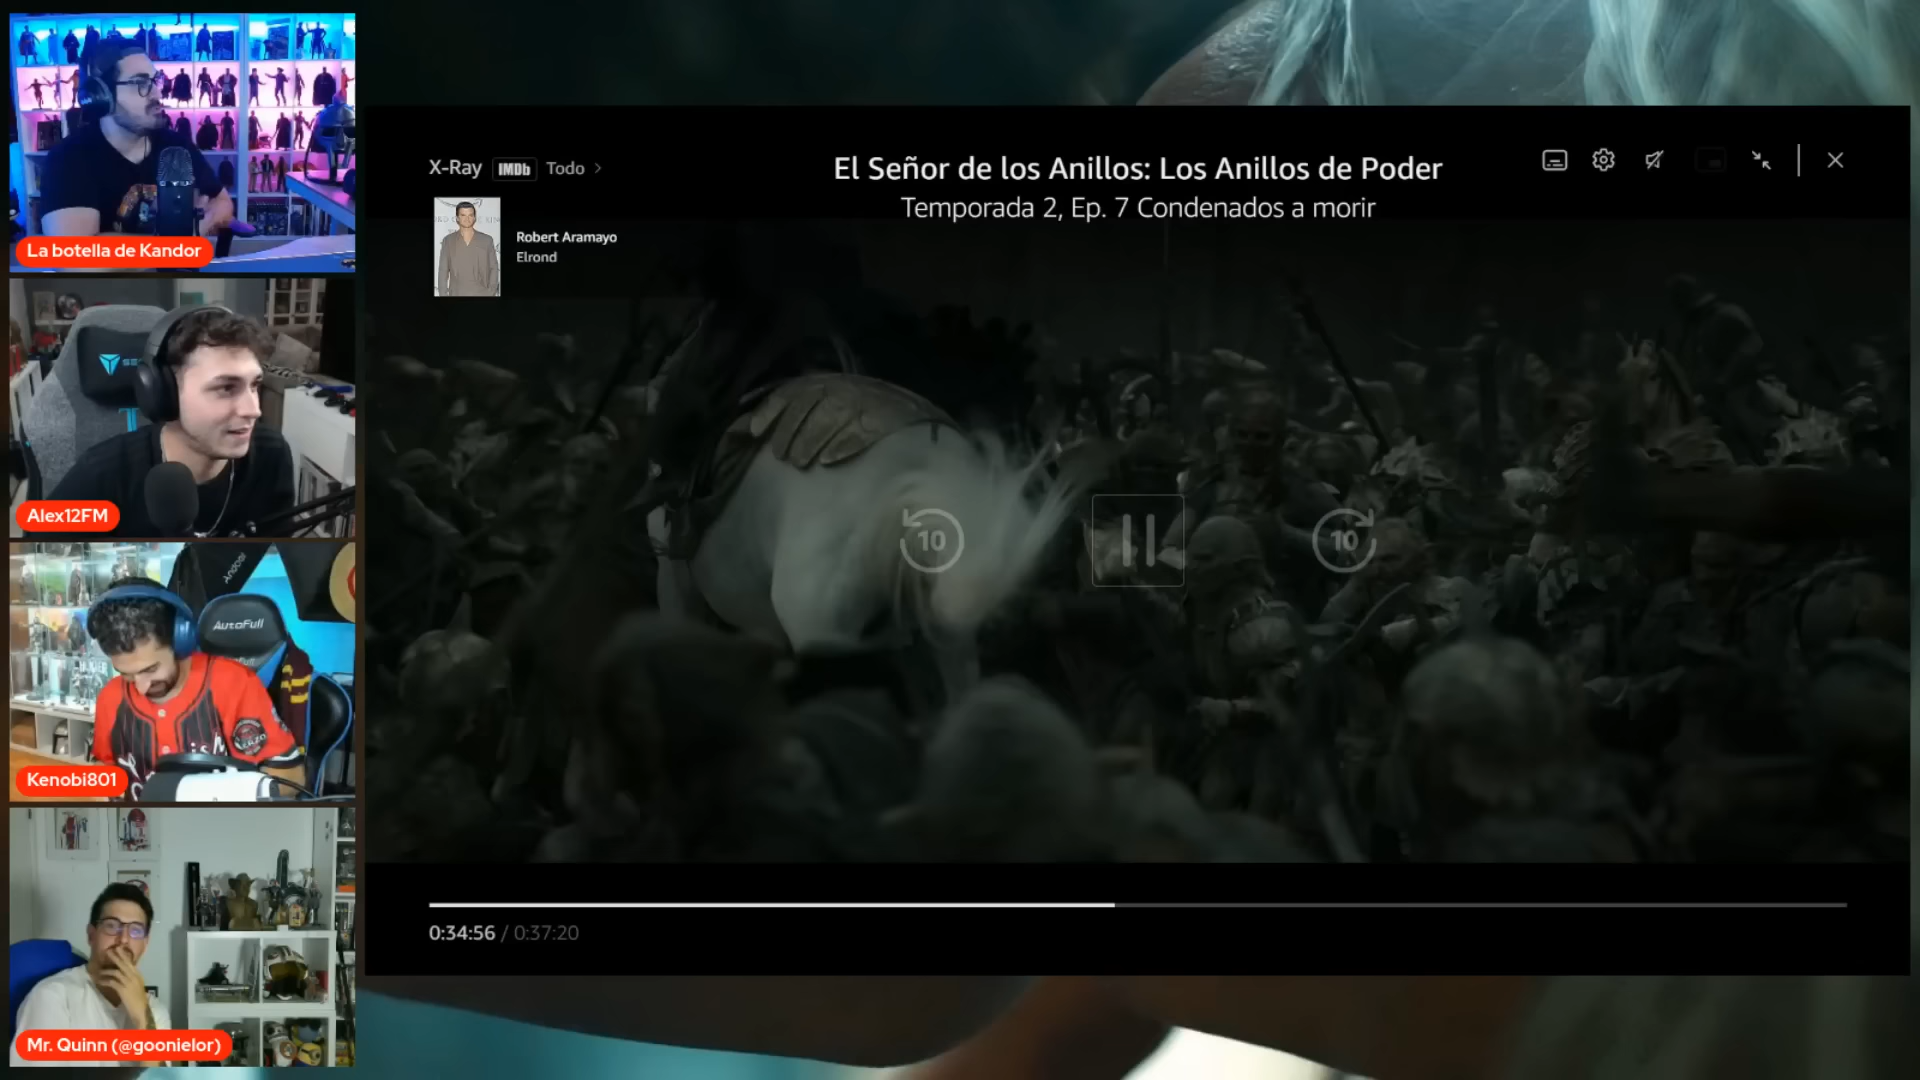 La botella de Kandor
Alex12FM
AutoFull
Kenobi801
Mr. Quinn (@goonielor)
X-Ray IMDb Todo >
Robert Aramayo
Elrond
El Señor de los Anillos: Los Anillos de Poder
Temporada 2, Ep. 7 Condenados a morir
10
10
0:34:56 / 0:37:20